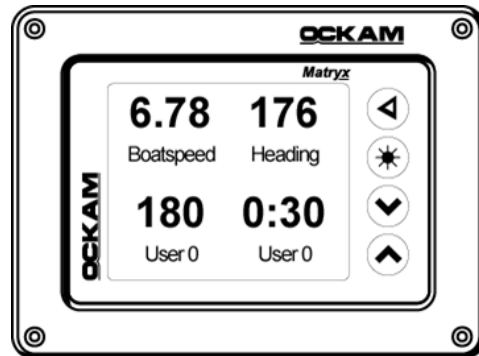 OCKAM
Matryx
6.78 176
Boatspeed Heading
180 0:30
User 0 User 0
OCKAM